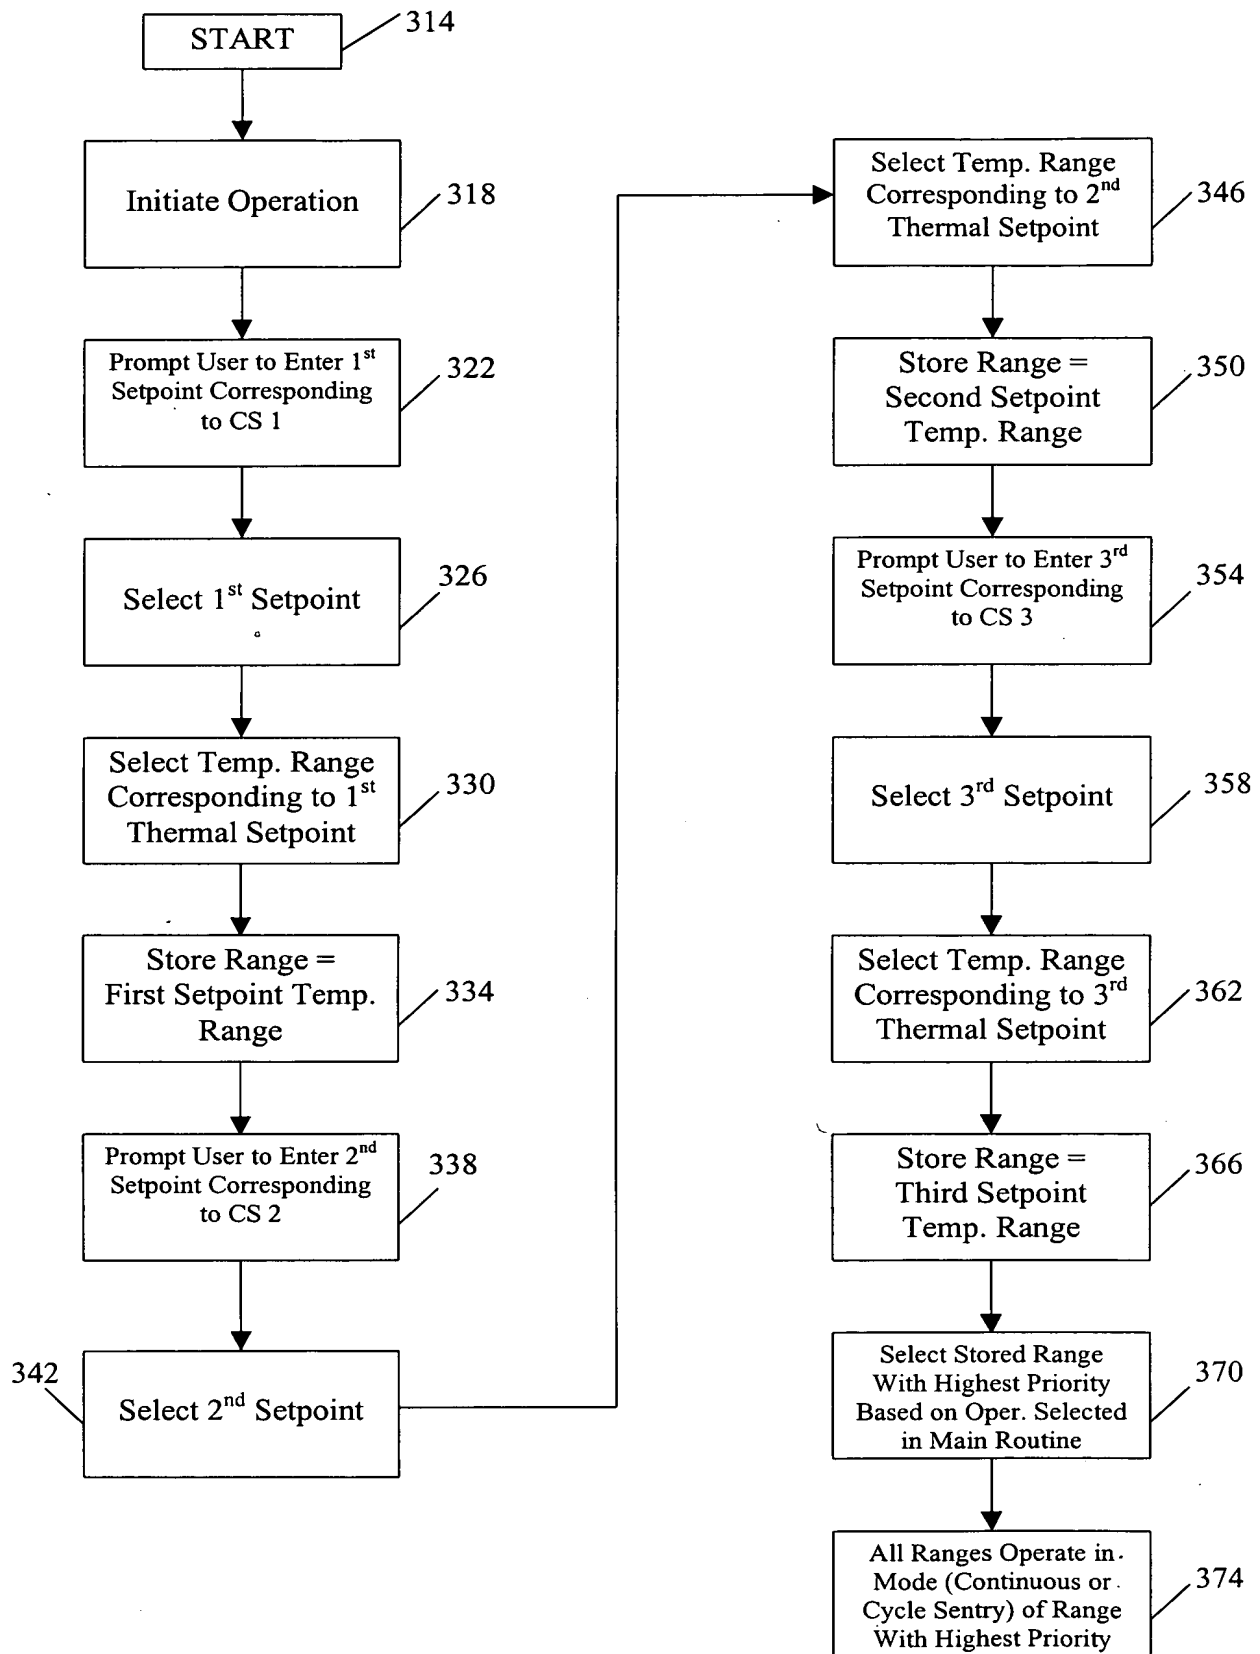 START
314
Initiate Operation
318
Prompt User to Enter 1st
Setpoint Corresponding
to CS 1
322
Select 1st Setpoint
326
Select Temp. Range
Corresponding to 1st
Thermal Setpoint
330
Store Range =
First Setpoint Temp.
Range
334
Prompt User to Enter 2nd
Setpoint Corresponding
to CS 2
338
342
Select 2nd Setpoint
Select Temp. Range
Corresponding to 2nd
Thermal Setpoint
346
Store Range =
Second Setpoint
Temp. Range
350
Prompt User to Enter 3rd
Setpoint Corresponding
to CS 3
354
Select 3rd Setpoint
358
Select Temp. Range
Corresponding to 3rd
Thermal Setpoint
362
Store Range =
Third Setpoint
Temp. Range
366
Select Stored Range
With Highest Priority
Based on Oper. Selected
in Main Routine
370
All Ranges Operate in
Mode (Continuous or
Cycle Sentry) of Range
With Highest Priority
374